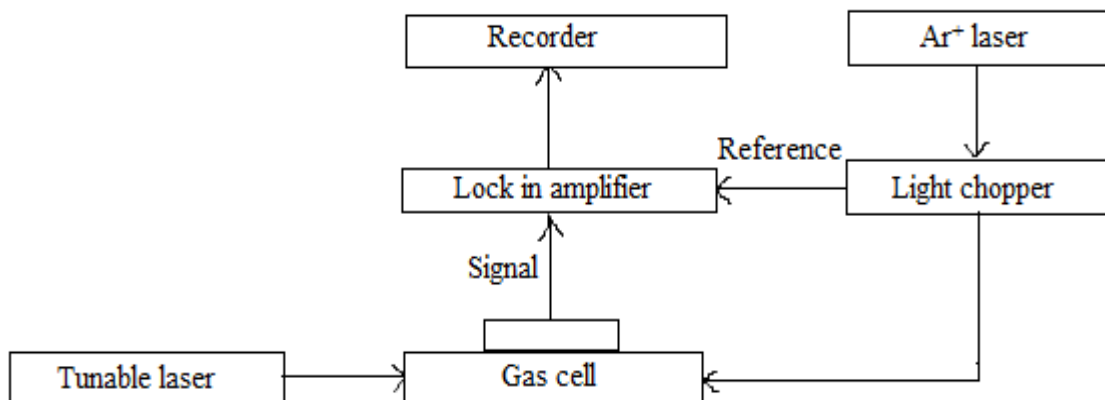 Recorder
Ar⁺ laser
Reference
Lock in amplifier
Light chopper
Signal
Tunable laser
Gas cell